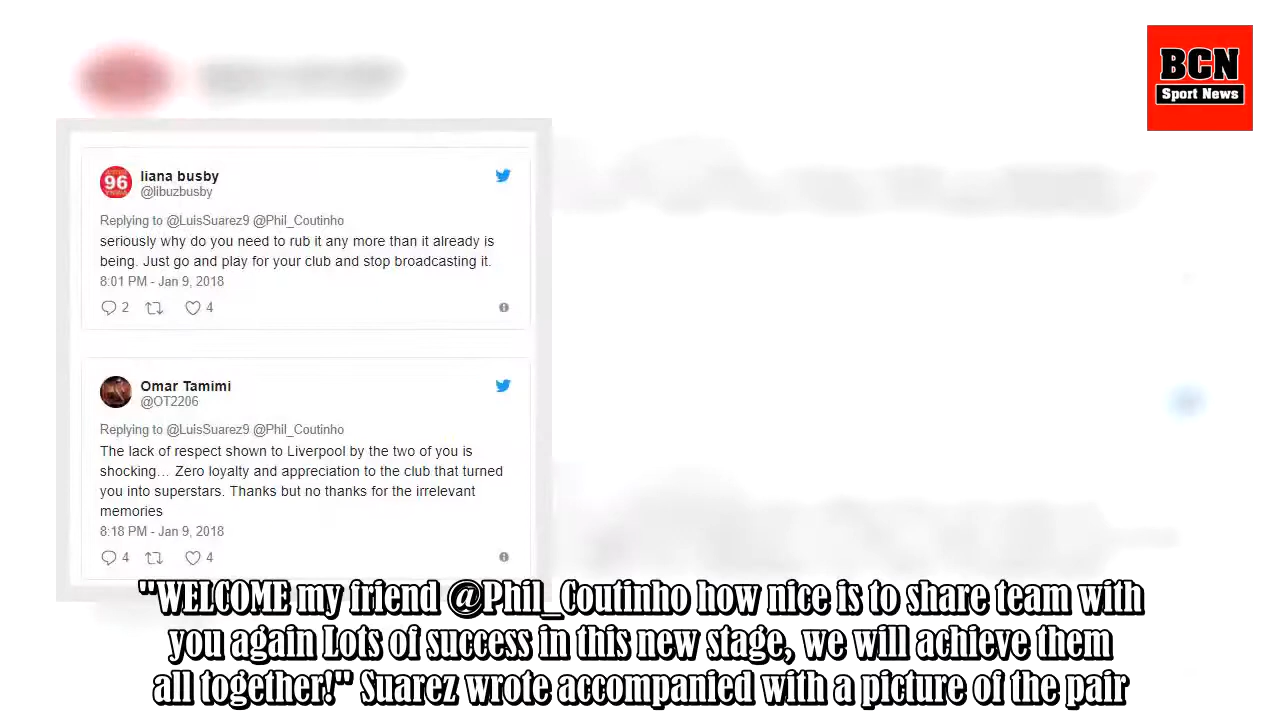 BCN
Sport News
96
liana busby
@libuzbusby
Replying to @LuisSuarez9 @Phil_Coutinho
seriously why do you need to rub it any more than it already is
being. Just go and play for your club and stop broadcasting it.
8:01 PM - Jan 9, 2018
2 4
Omar Tamimi
@OT2206
Replying to @LuisSuarez9 @Phil_Coutinho
The lack of respect shown to Liverpool by the two of you is
shocking... Zero loyalty and appreciation to the club that turned
you into superstars. Thanks but no thanks for the irrelevant
memories
8:18 PM - Jan 9, 2018
4 4
"WELCOME my friend @Phil_Coutinho how nice is to share team with
you again Lots of success in this new stage, we will achieve them
all together!" Suarez wrote accompanied with a picture of the pair